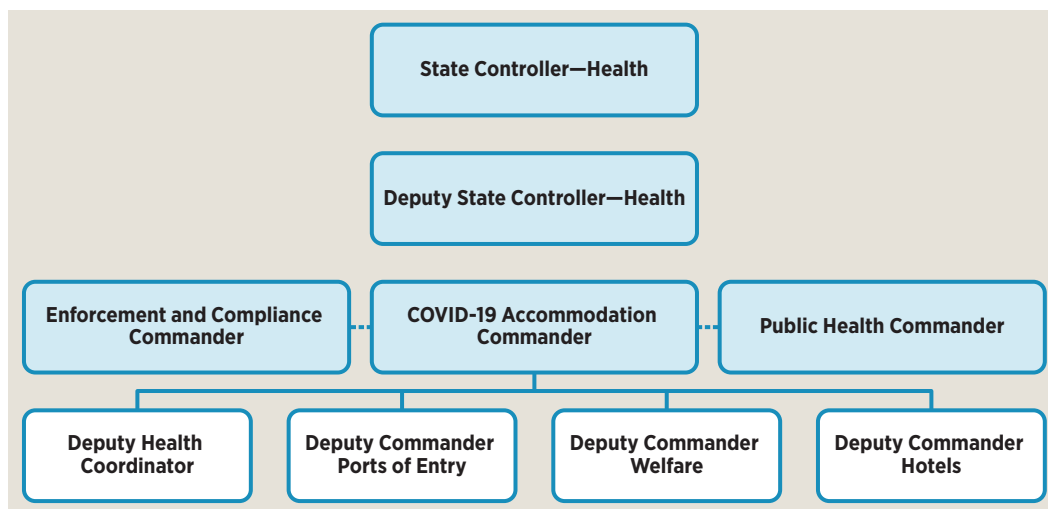 State Controller—Health
Deputy State Controller—Health
Enforcement and Compliance
Commander
COVID-19 Accommodation
Commander
Public Health Commander
Deputy Health
Coordinator
Deputy Commander
Ports of Entry
Deputy Commander
Welfare
Deputy Commander
Hotels